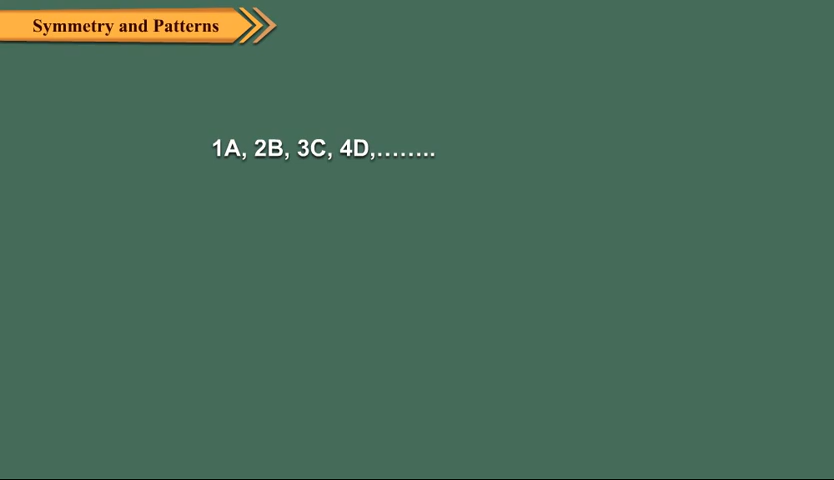 Symmetry and Patterns
1A, 2B, 3C, 4D,........